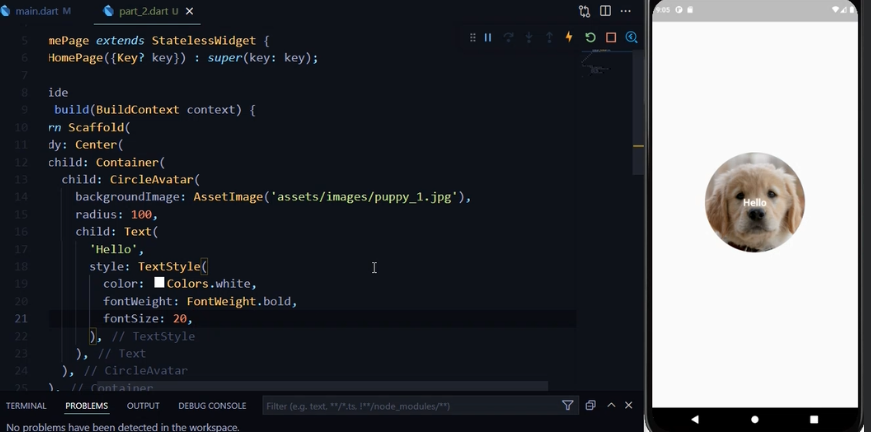 main.dart M
part_2.dart U
5 mePage extends StatelessWidget {
6 HomePage({Key? key}) : super(key: key);
7
8 ide
9 build(BuildContext context) {
10 rn Scaffold(
11 dy: Center(
12 child: Container(
13 child: CircleAvatar(
14 backgroundImage: AssetImage('assets/images/puppy_1.jpg'),
15 radius: 100,
16 child: Text(
17 'Hello',
18 style: TextStyle(
19 color: Colors.white,
20 fontWeight: FontWeight.bold,
21 fontSize: 20,
22 ), // TextStyle
23 ), // Text
24 ), // CircleAvatar
25 ), // Container
TERMINAL PROBLEMS OUTPUT DEBUG CONSOLE Filter (e.g. text, **/*.ts, !**/node_modules/**)
No problems have been detected in the workspace.
9:05
Hello